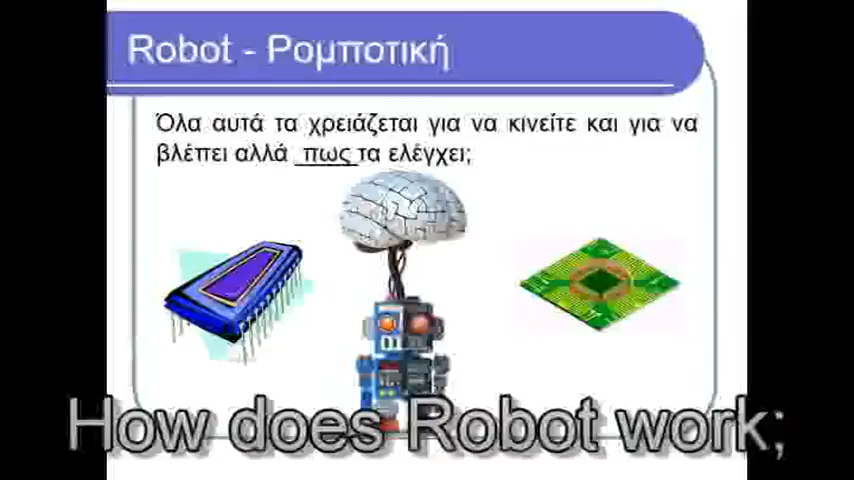 Robot - Ρομποτική
Όλα αυτά τα χρειάζεται για να κινείτε και για να
βλέπει αλλά πως τα ελέγχει;
How does Robot work;